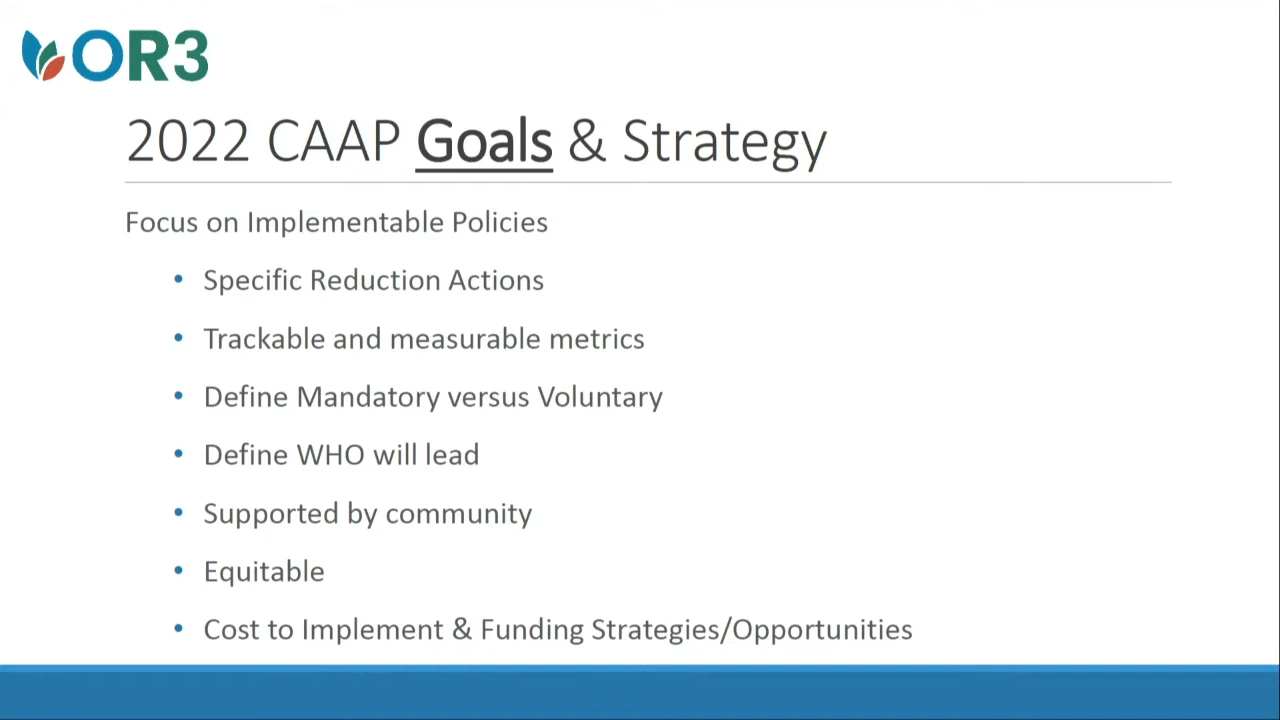 OR3
2022 CAAP Goals & Strategy
Focus on Implementable Policies
• Specific Reduction Actions
• Trackable and measurable metrics
• Define Mandatory versus Voluntary
• Define WHO will lead
• Supported by community
• Equitable
• Cost to Implement & Funding Strategies/Opportunities